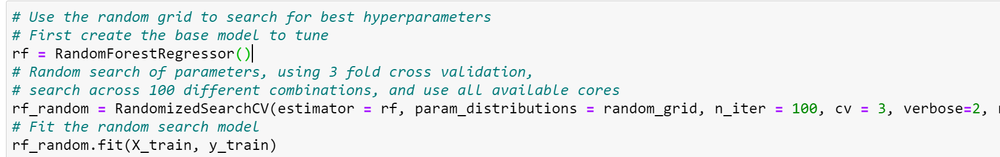 # Use the random grid to search for best hyperparameters
# First create the base model to tune
rf = RandomForestRegressor()
# Random search of parameters, using 3 fold cross validation,
# search across 100 different combinations, and use all available cores
rf_random = RandomizedSearchCV(estimator = rf, param_distributions = random_grid, n_iter = 100, cv = 3, verbose=2,
# Fit the random search model
rf_random.fit(X_train, y_train)